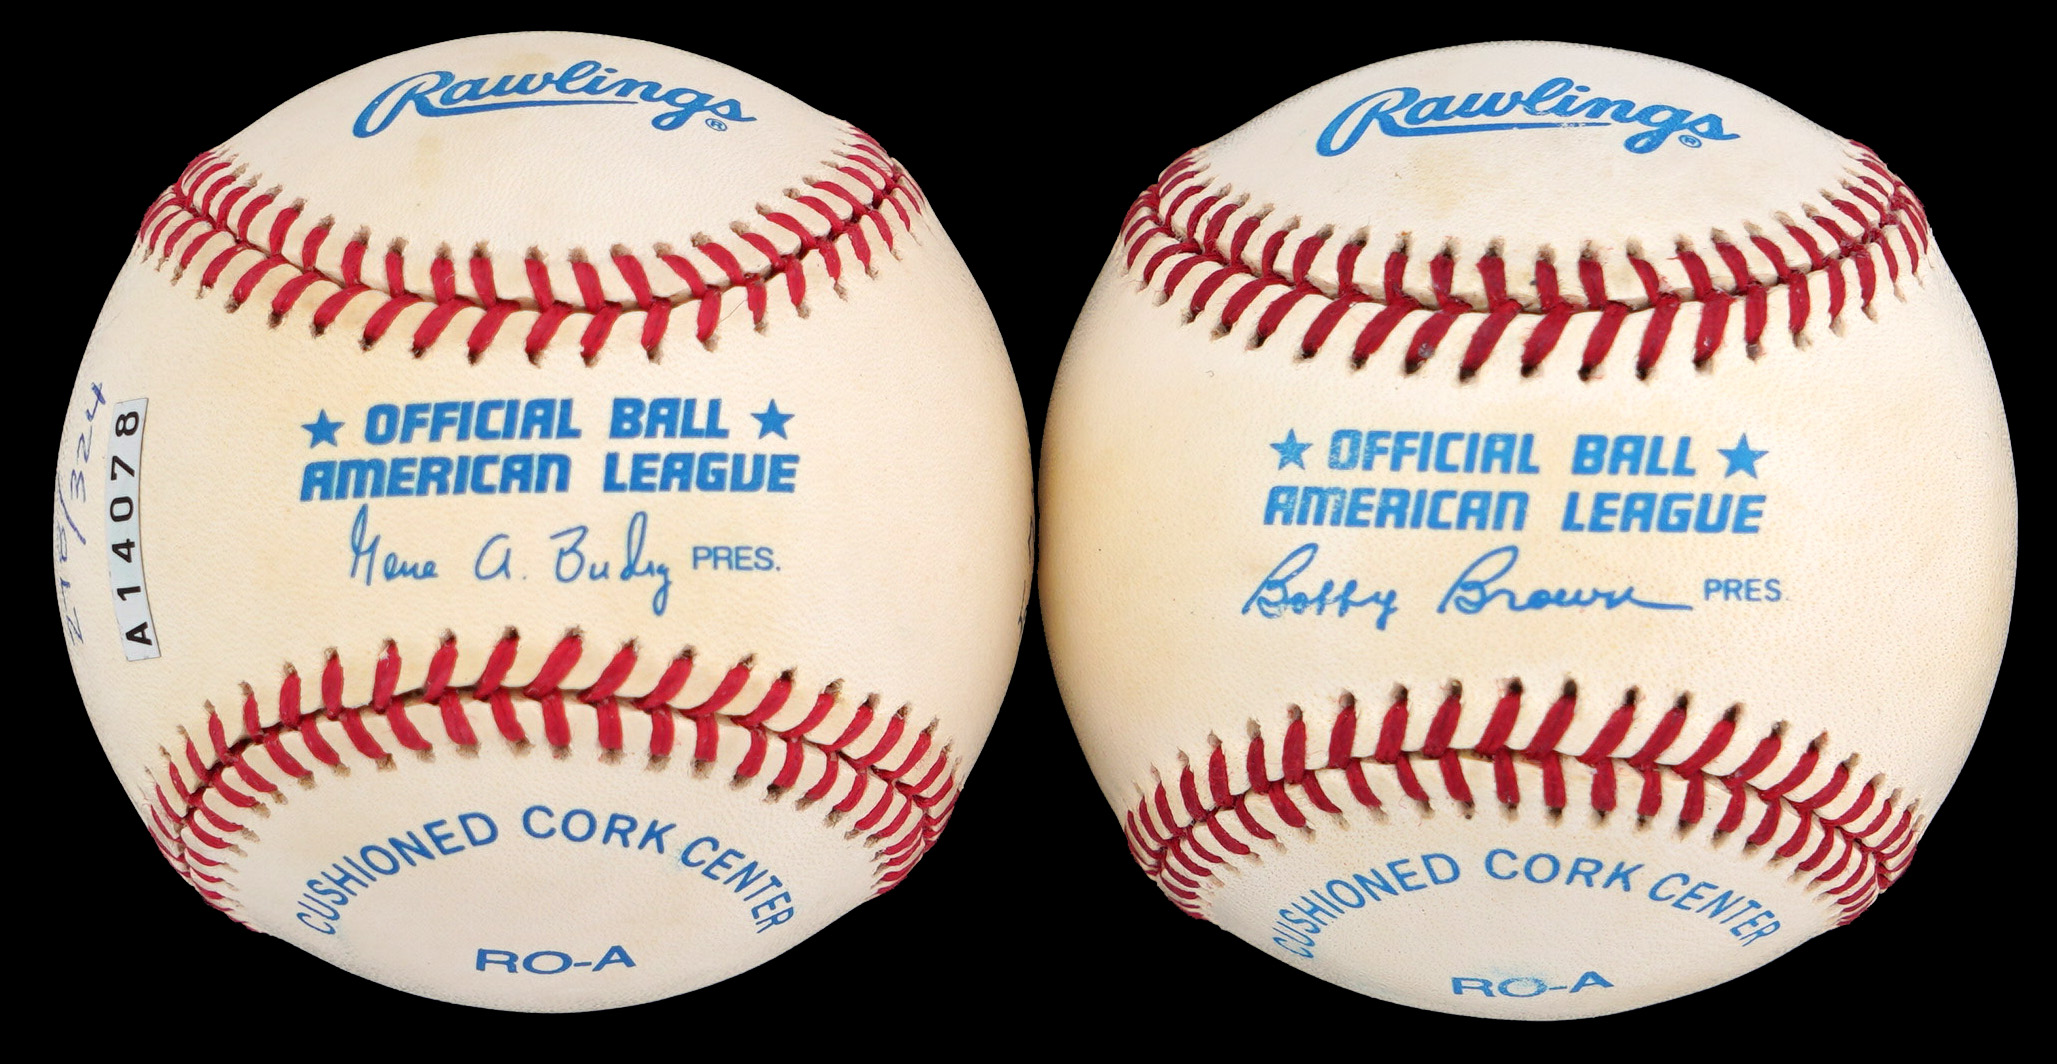 Rawlings®
★ OFFICIAL BALL ★
AMERICAN LEAGUE
Gene A. Budig PRES.
CUSHIONED CORK CENTER
RO-A
A14078
/324
Rawlings®
★ OFFICIAL BALL ★
AMERICAN LEAGUE
Bobby Brown PRES.
CUSHIONED CORK CENTER
RO-A